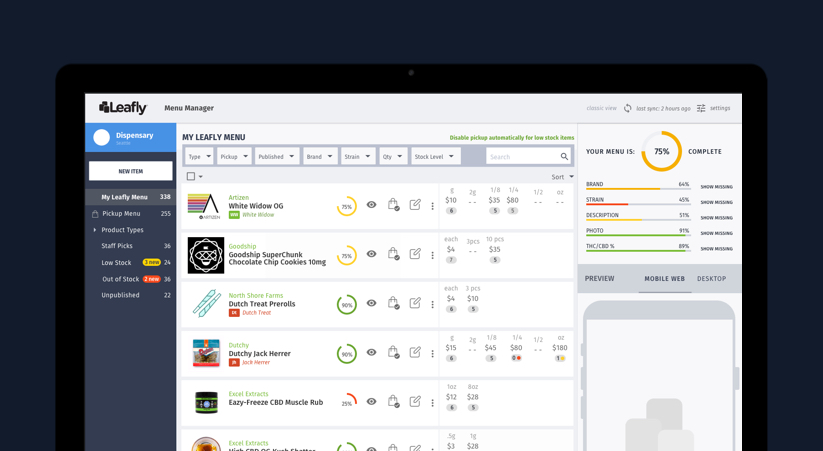 Leafly
Menu Manager
classic view
last sync: 2 hours ago
settings
Dispensary
Seattle
NEW ITEM
My Leafly Menu 338
Pickup Menu 255
Product Types
Staff Picks 36
Low Stock 3 new 24
Out of Stock 2 new 36
Unpublished 22
MY LEAFLY MENU
Disable pickup automatically for low stock items
Type Pickup Published Brand Strain Qty Stock Level Search
Sort
ARTIZEN
Artizen
White Widow OG
WW White Widow
75%
g 2g 1/8 1/4 1/2 oz
$10 -- $35 $80 -- --
6 5 5
Goodship
Goodship SuperChunk
Chocolate Chip Cookies 10mg
75%
each 3pcs 10 pcs
$4 -- $35
7 5
North Shore Farms
Dutch Treat Prerolls
Dutch Treat
90%
each 3 pcs
$4 $10
6 5
Dutchy
Dutchy Jack Herrer
Jack Herrer
90%
g 2g 1/8 1/4 1/2 oz
$15 -- $45 $80 -- $180
6 5 0 1
Excel Extracts
Eazy-Freeze CBD Muscle Rub
25%
1oz 8oz
$12 $28
6 5
Excel Extracts
.5g 1g
$3 $28
YOUR MENU IS: 75% COMPLETE
BRAND 64% SHOW MISSING
STRAIN 45% SHOW MISSING
DESCRIPTION 51% SHOW MISSING
PHOTO 91% SHOW MISSING
THC/CBD % 89% SHOW MISSING
PREVIEW MOBILE WEB DESKTOP